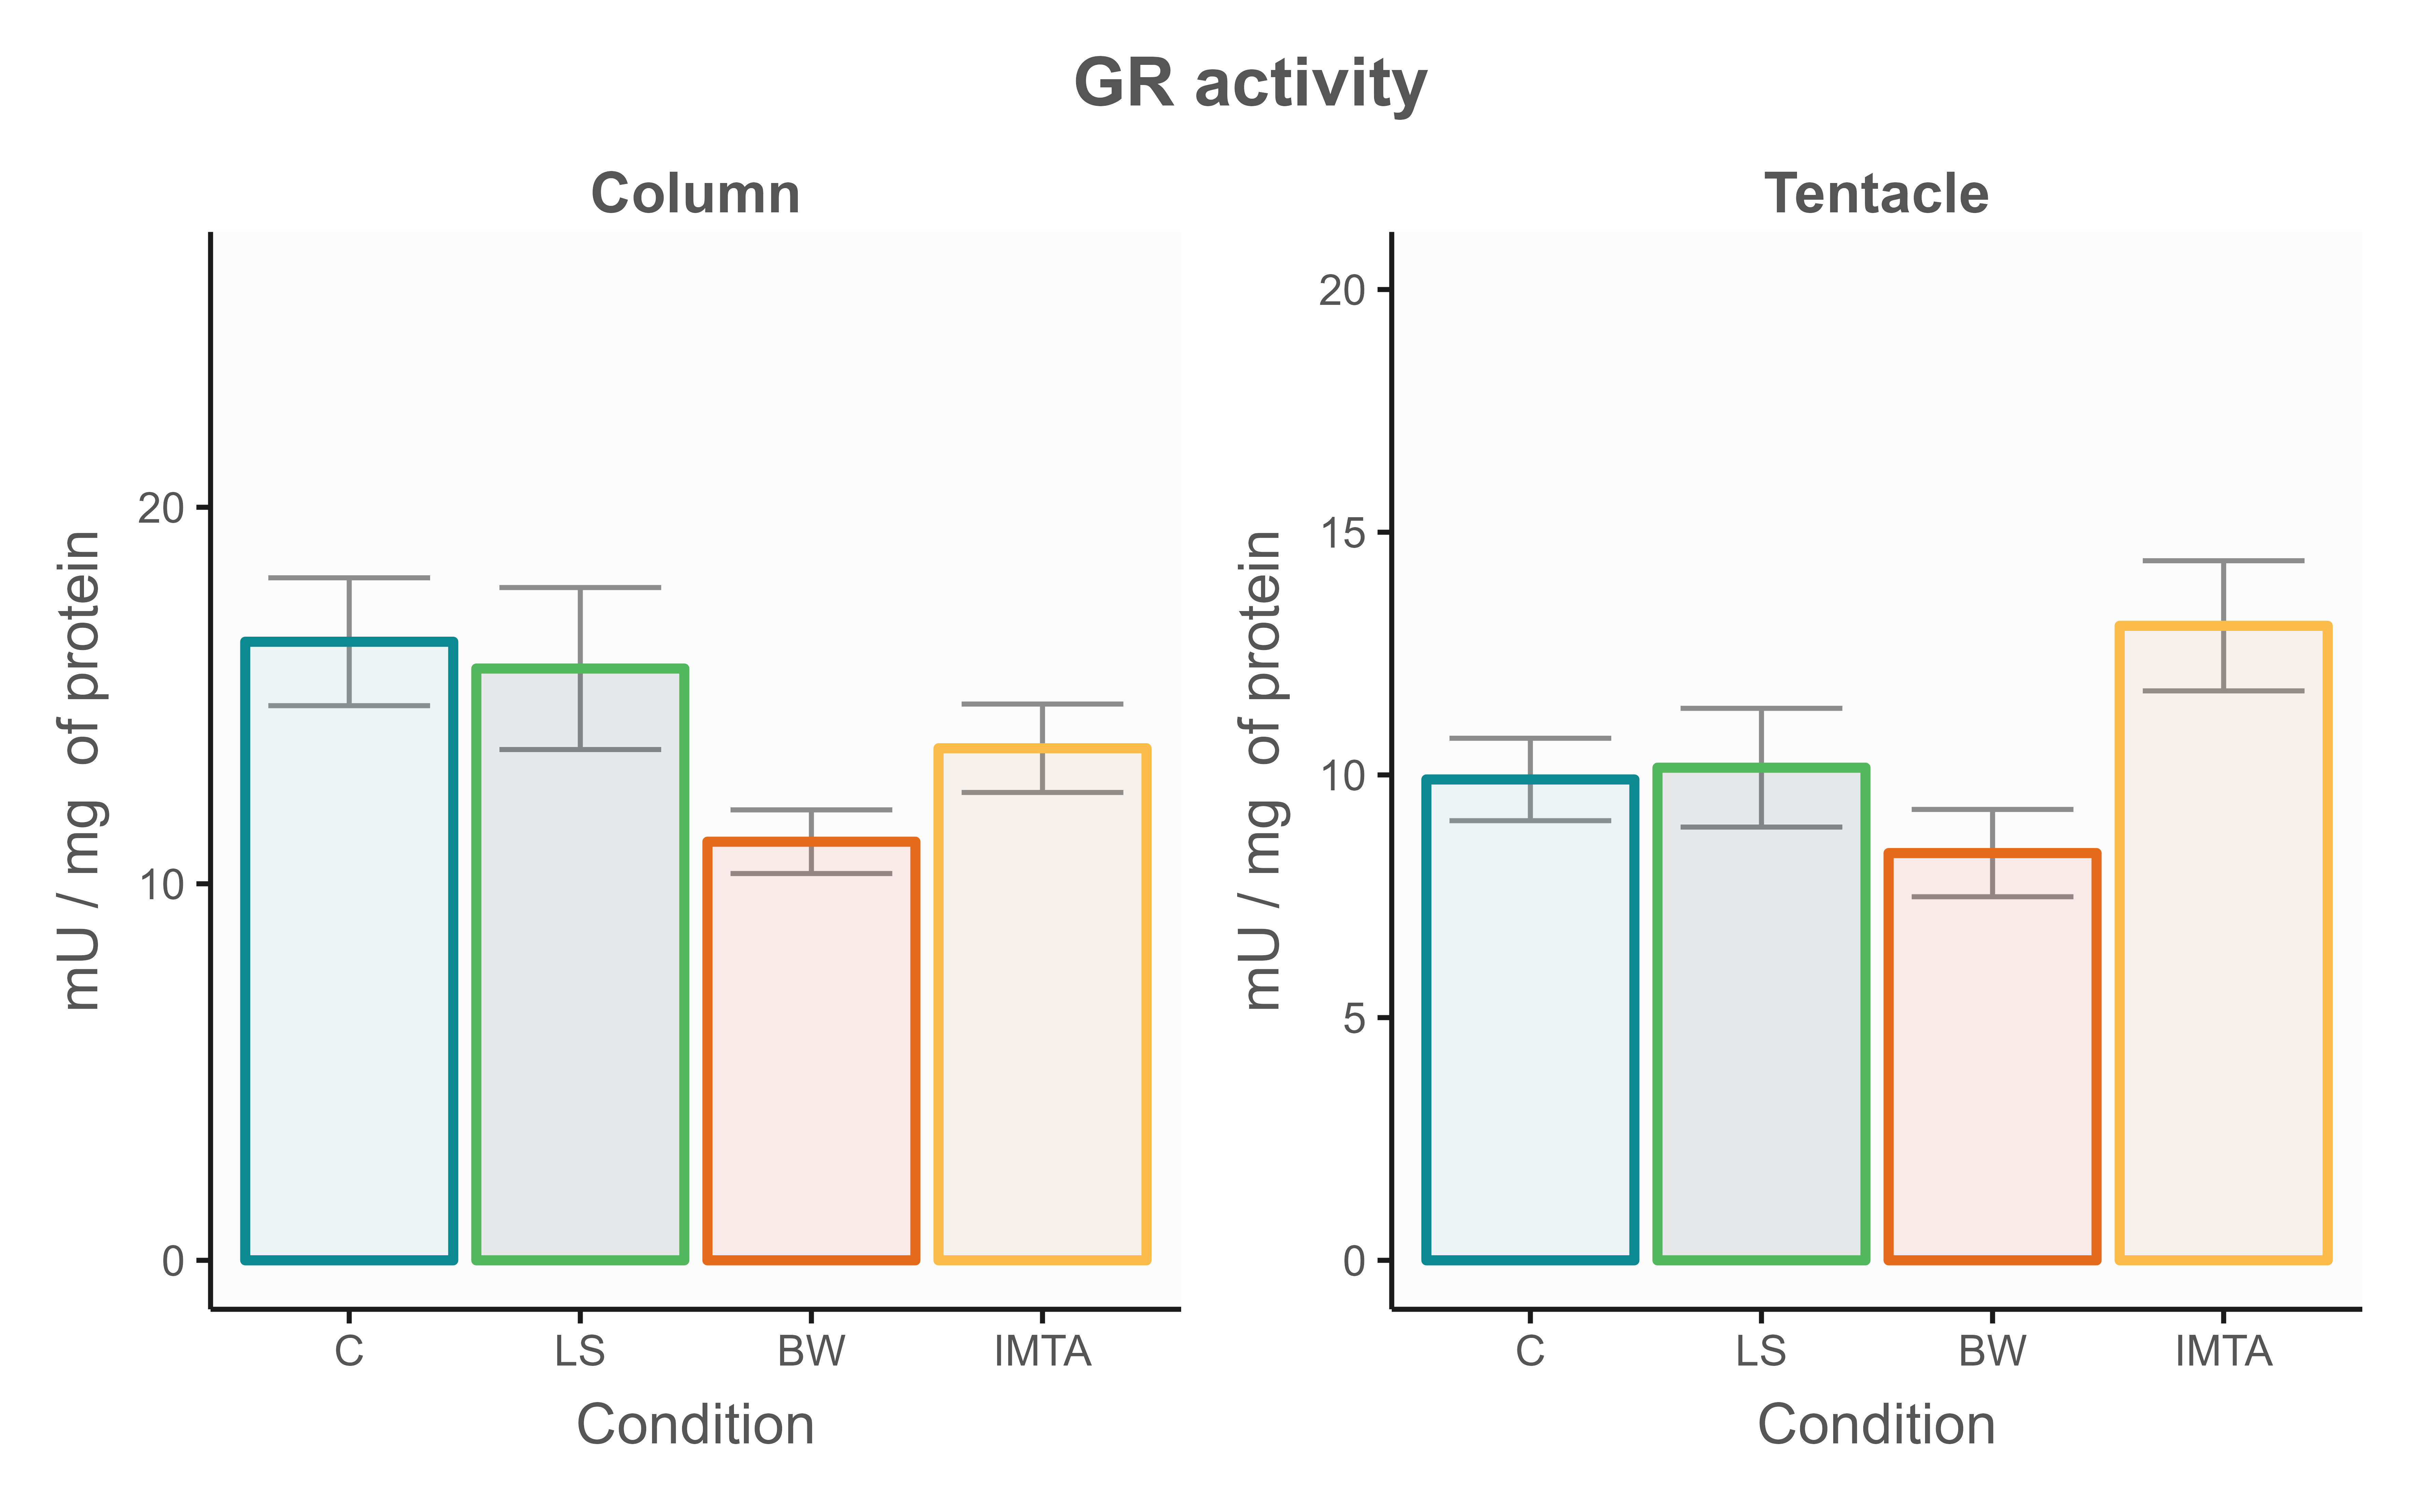 GR activity
Column
mU / mg  of protein
20
10
0
C LS BW IMTA
Condition
Tentacle
mU / mg  of protein
20
15
10
5
0
C LS BW IMTA
Condition